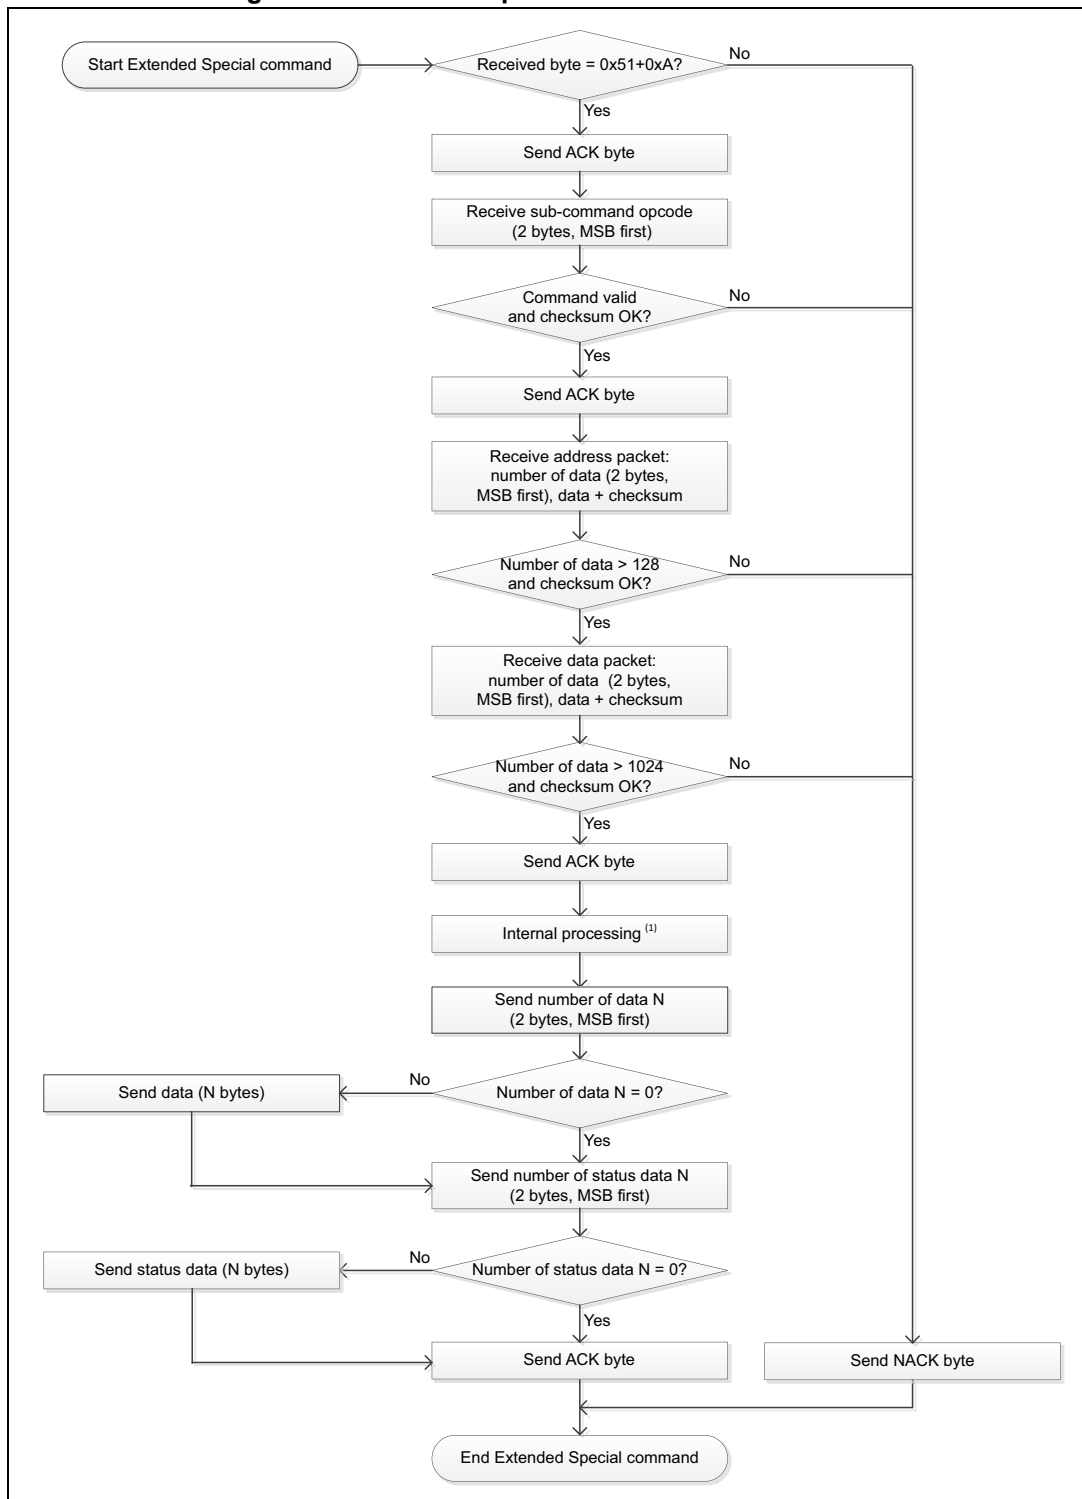 Start Extended Special command
Received byte = 0x51+0xA?
No
Yes
Send ACK byte
Receive sub-command opcode
(2 bytes, MSB first)
Command valid
and checksum OK?
No
Yes
Send ACK byte
Receive address packet:
number of data (2 bytes,
MSB first), data + checksum
Number of data > 128
and checksum OK?
No
Yes
Receive data packet:
number of data (2 bytes,
MSB first), data + checksum
Number of data > 1024
and checksum OK?
No
Yes
Send ACK byte
Internal processing (1)
Send number of data N
(2 bytes, MSB first)
Number of data N = 0?
No
Send data (N bytes)
Yes
Send number of status data N
(2 bytes, MSB first)
Number of status data N = 0?
No
Send status data (N bytes)
Yes
Send ACK byte
Send NACK byte
End Extended Special command